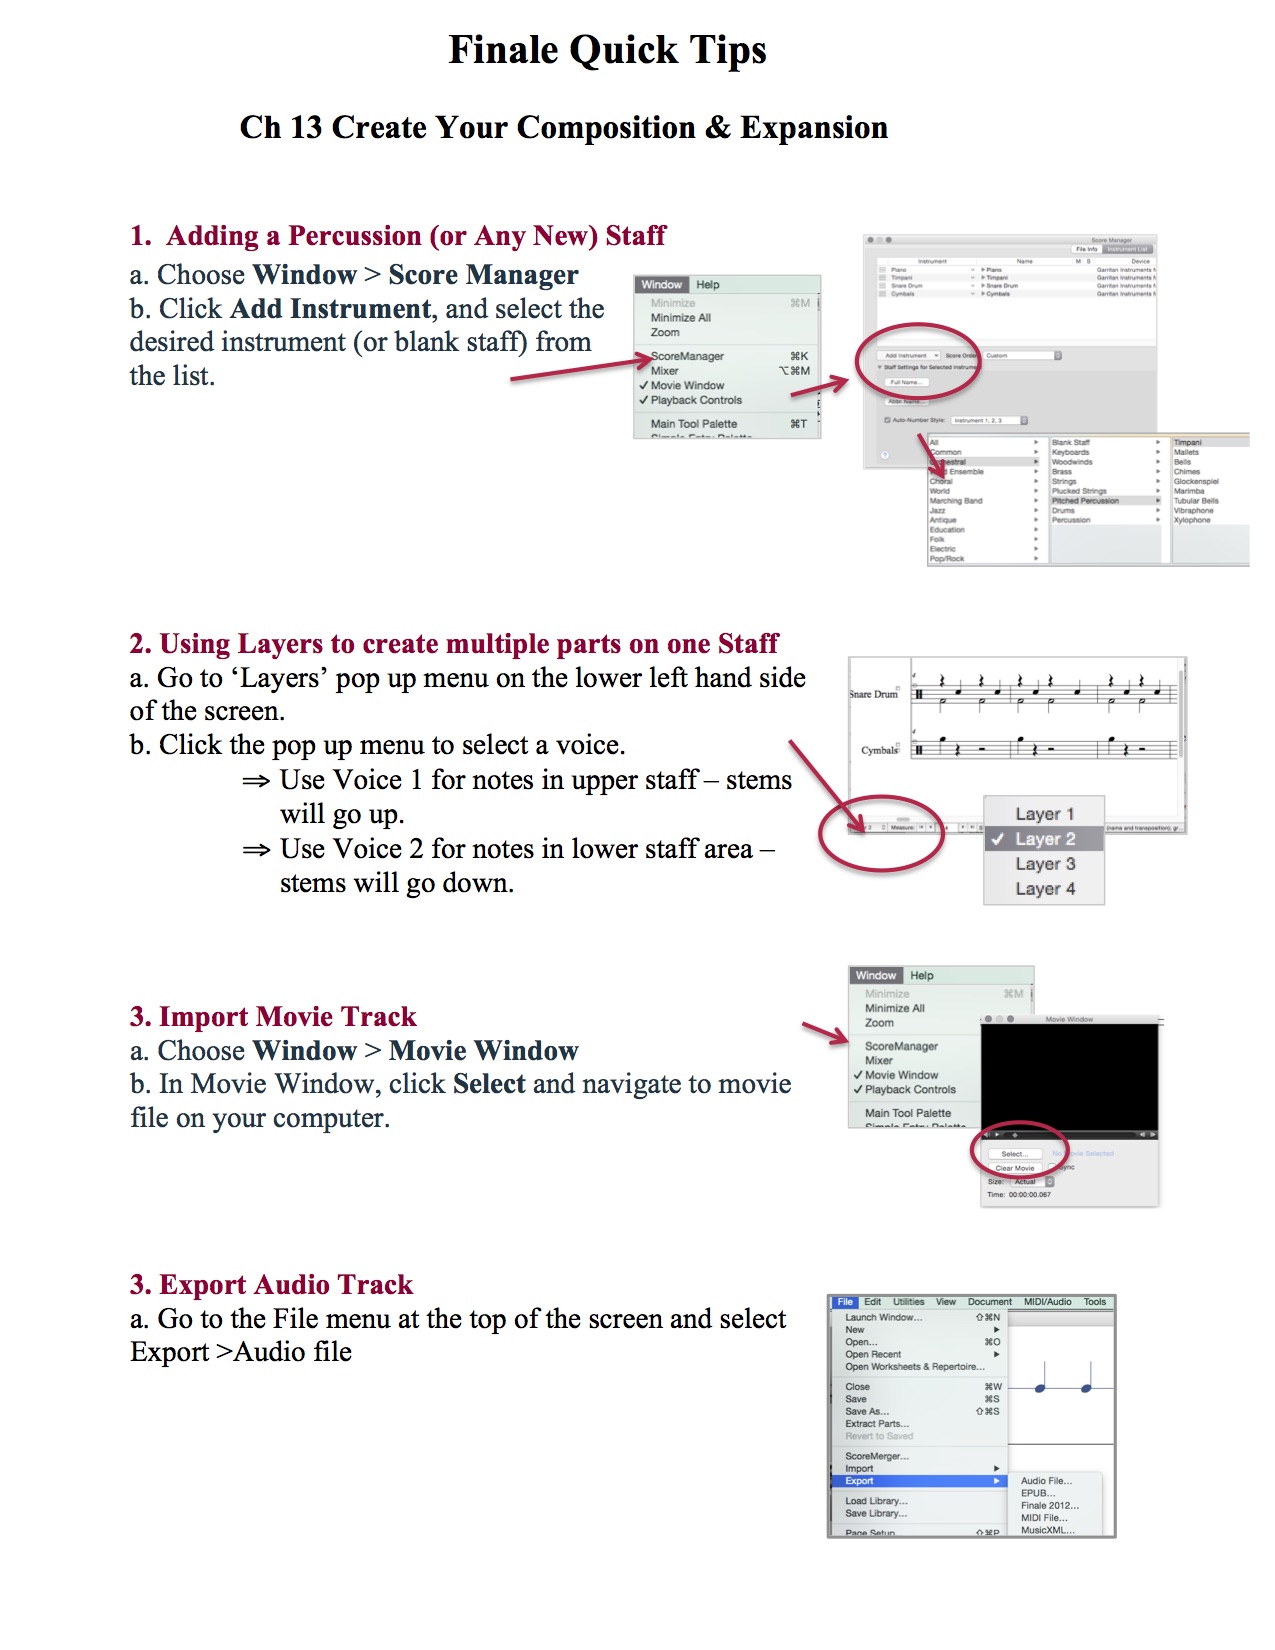 Finale Quick Tips
Ch 13 Create Your Composition & Expansion
1.  Adding a Percussion (or Any New) Staff
a. Choose Window > Score Manager
b. Click Add Instrument, and select the
desired instrument (or blank staff) from
the list.
Window Help
Minimize ⌘M
Minimize All
Zoom
ScoreManager ⌘K
Mixer ⌥⌘M
✓ Movie Window
✓ Playback Controls
Main Tool Palette ⌘T
Simple Entry Palette
Score Manager
File Info Instrument List
Instrument Name M S Device
Piano Piano Garritan Instruments
Timpani Timpani Garritan Instruments
Snare Drum Snare Drum Garritan Instruments
Cymbals Cymbals Garritan Instruments
Add Instrument Score Order: Custom
Staff Settings for Selected Instrume
Full Name...
Abbr. Name...
Auto-Number Style: Instrument 1, 2, 3
All Blank Staff Timpani
Common Keyboards Mallets
Orchestral Woodwinds Bells
Ensemble Brass Chimes
Choral Strings Glockenspiel
World Plucked Strings Marimba
Marching Band Pitched Percussion Tubular Bells
Jazz Drums Vibraphone
Antique Percussion Xylophone
Education
Folk
Electric
Pop/Rock
2. Using Layers to create multiple parts on one Staff
a. Go to ‘Layers’ pop up menu on the lower left hand side
of the screen.
b. Click the pop up menu to select a voice.
⇒ Use Voice 1 for notes in upper staff – stems
will go up.
⇒ Use Voice 2 for notes in lower staff area –
stems will go down.
Snare Drum
Cymbals
2 Measure: (name and transposition) gr...
Layer 1
✓ Layer 2
Layer 3
Layer 4
3. Import Movie Track
a. Choose Window > Movie Window
b. In Movie Window, click Select and navigate to movie
file on your computer.
Window Help
Minimize ⌘M
Minimize All
Zoom
ScoreManager
Mixer
✓ Movie Window
✓ Playback Controls
Main Tool Palette
Simple Entry Palette
Movie Window
Select... No Movie Selected
Clear Movie Sync
Size: Actual
Time: 00:00:00.067
3. Export Audio Track
a. Go to the File menu at the top of the screen and select
Export >Audio file
File Edit Utilities View Document MIDI/Audio Tools
Launch Window... ⇧⌘N
New
Open... ⌘O
Open Recent
Open Worksheets & Repertoire...
Close ⌘W
Save ⌘S
Save As... ⇧⌘S
Extract Parts...
Revert to Saved
ScoreMerger...
Import
Export
Load Library...
Save Library...
Page Setup ⇧⌘P
Audio File...
EPUB...
Finale 2012...
MIDI File...
MusicXML...